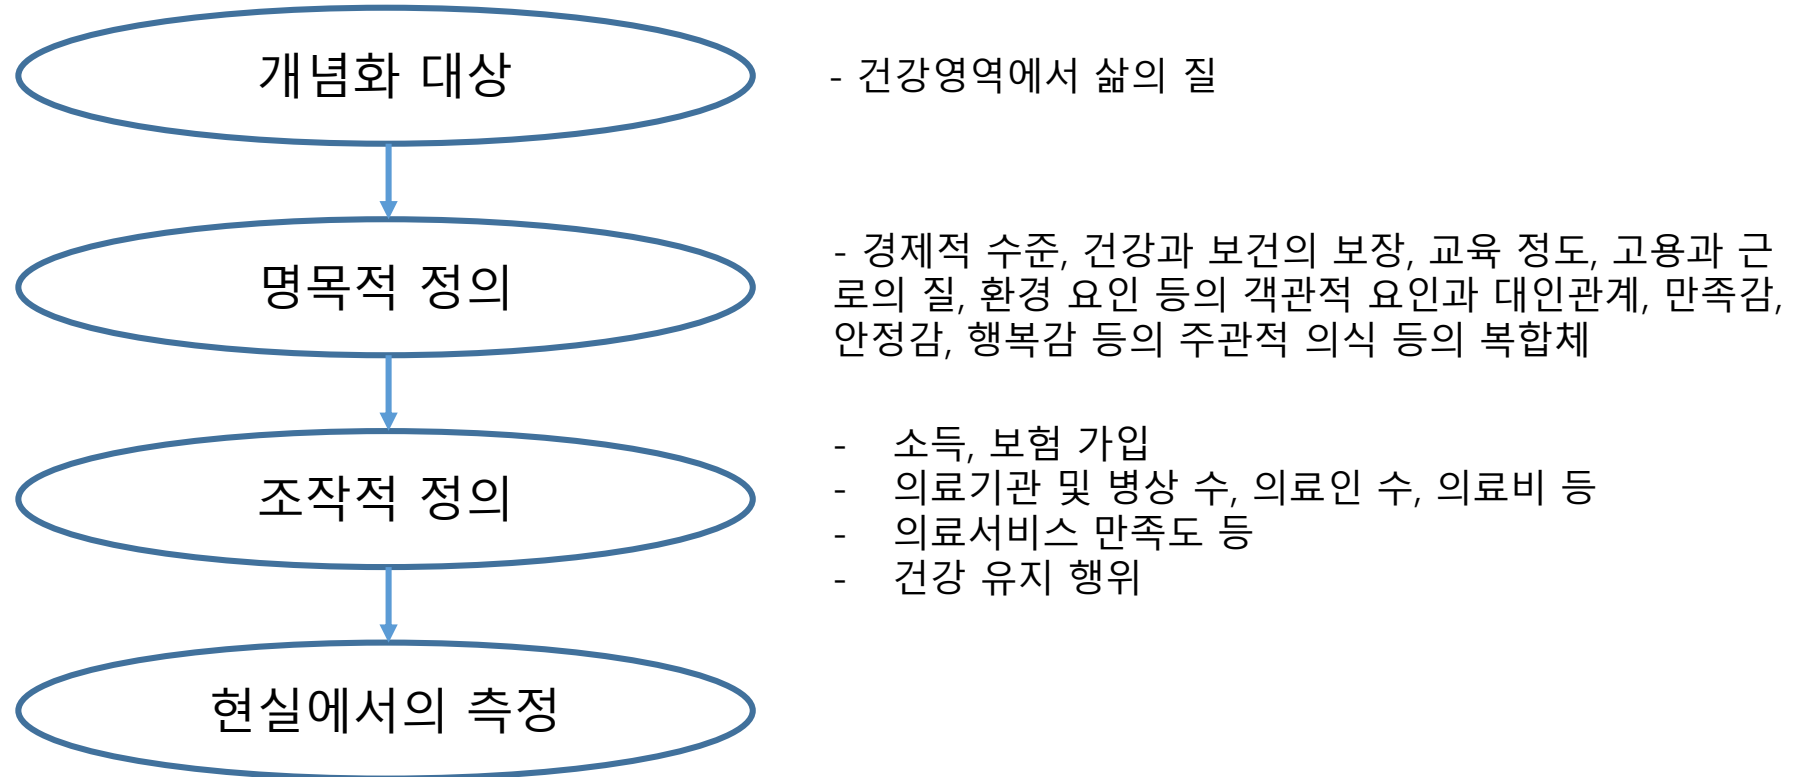 개념화 대상
- 건강영역에서 삶의 질
명목적 정의
- 경제적 수준, 건강과 보건의 보장, 교육 정도, 고용과 근
로의 질, 환경 요인 등의 객관적 요인과 대인관계, 만족감,
안정감, 행복감 등의 주관적 의식 등의 복합체
조작적 정의
- 소득, 보험 가입
- 의료기관 및 병상 수, 의료인 수, 의료비 등
- 의료서비스 만족도 등
- 건강 유지 행위
현실에서의 측정